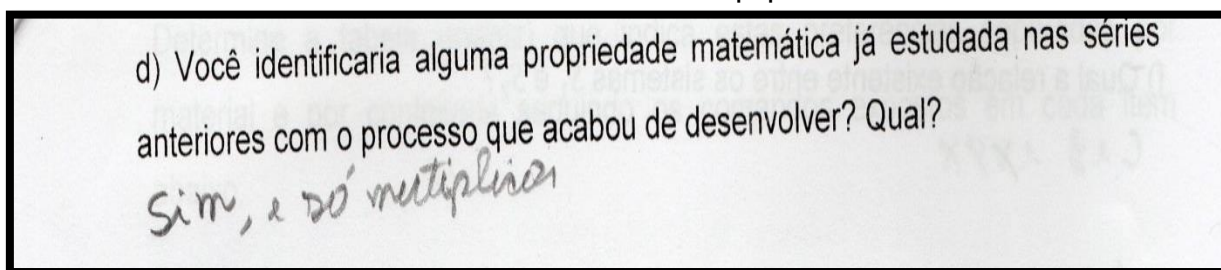 d) Você identificaria alguma propriedade matemática já estudada nas séries
anteriores com o processo que acabou de desenvolver? Qual?
Sim, e só multiplicar